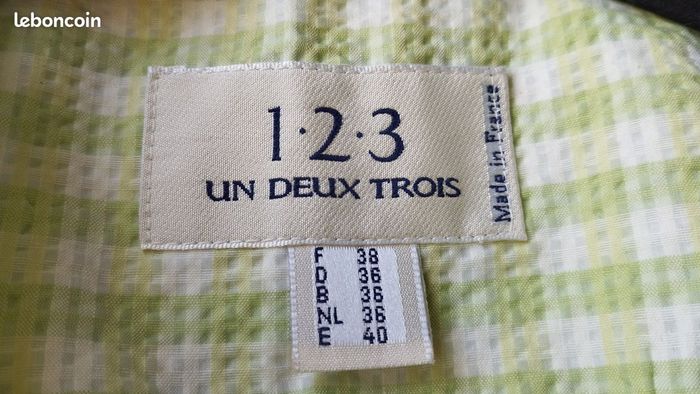 leboncoin
1·2·3
UN DEUX TROIS
Made in France
F 38
D 36
B 36
NL 36
E 40